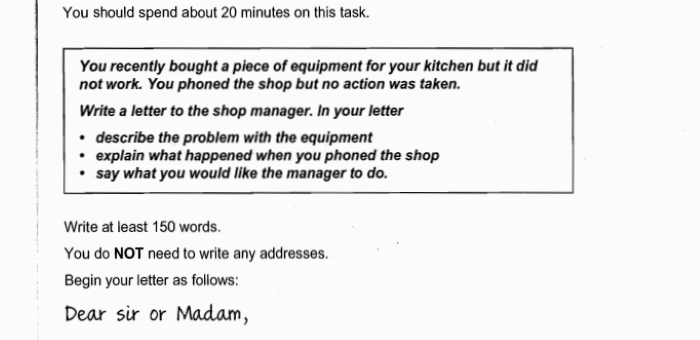 You should spend about 20 minutes on this task.
You recently bought a piece of equipment for your kitchen but it did
not work. You phoned the shop but no action was taken.
Write a letter to the shop manager. In your letter
• describe the problem with the equipment
• explain what happened when you phoned the shop
• say what you would like the manager to do.
Write at least 150 words.
You do NOT need to write any addresses.
Begin your letter as follows:
Dear sir or Madam,